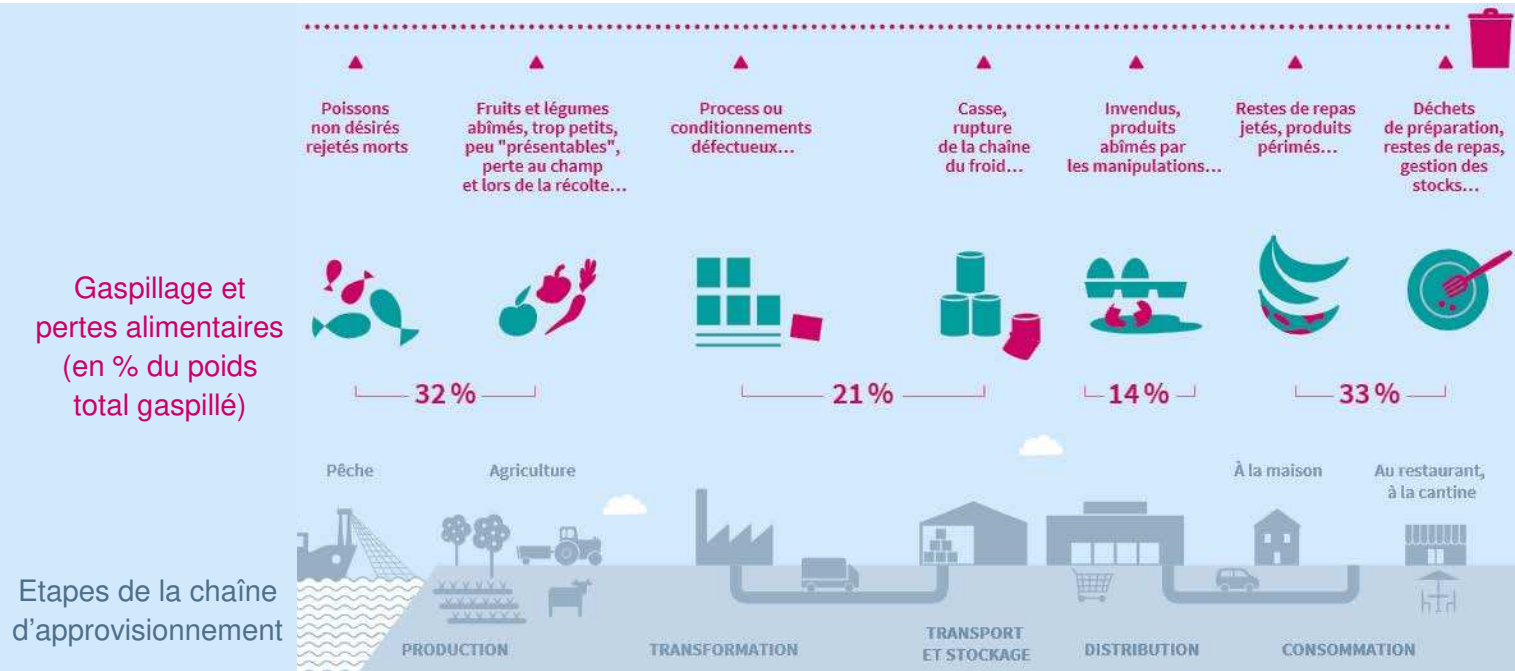 Poissons
non désirés
rejetés morts
Fruits et légumes
abîmés, trop petits,
peu "présentables",
perte au champ
et lors de la récolte...
Process ou
conditionnements
défectueux...
Casse,
rupture
de la chaîne
du froid...
Invendus,
produits
abîmés par
les manipulations...
Restes de repas
jetés, produits
périmés...
Déchets
de préparation,
restes de repas,
gestion des
stocks...
Gaspillage et
pertes alimentaires
(en % du poids
total gaspillé)
32 %
21 %
14 %
33 %
Pêche
Agriculture
À la maison
Au restaurant,
à la cantine
Etapes de la chaîne
d'approvisionnement
PRODUCTION
TRANSFORMATION
TRANSPORT
ET STOCKAGE
DISTRIBUTION
CONSOMMATION